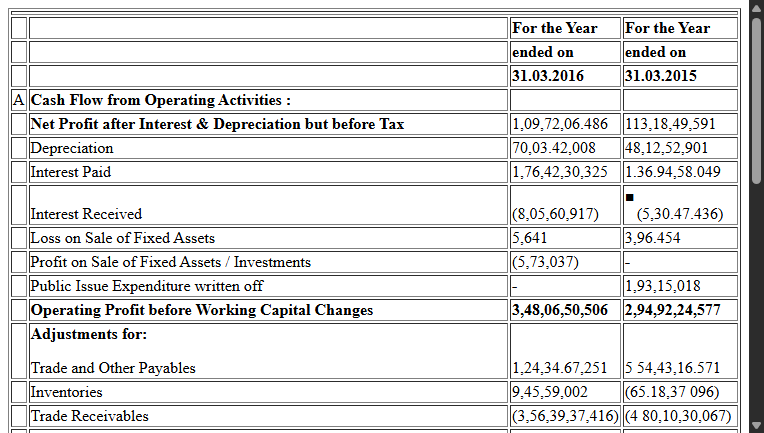 For the Year For the Year
ended on ended on
31.03.2016 31.03.2015
A Cash Flow from Operating Activities :
Net Profit after Interest & Depreciation but before Tax 1,09,72,06.486 113,18,49,591
Depreciation 70,03.42,008 48,12,52,901
Interest Paid 1,76,42,30,325 1.36.94,58.049
■
Interest Received (8,05,60,917) (5,30.47.436)
Loss on Sale of Fixed Assets 5,641 3,96.454
Profit on Sale of Fixed Assets / Investments (5,73,037) -
Public Issue Expenditure written off - 1,93,15,018
Operating Profit before Working Capital Changes 3,48,06,50,506 2,94,92,24,577
Adjustments for:
Trade and Other Payables 1,24,34.67,251 5 54,43,16.571
Inventories 9,45,59,002 (65.18,37 096)
Trade Receivables (3,56,39,37,416) (4 80,10,30,067)